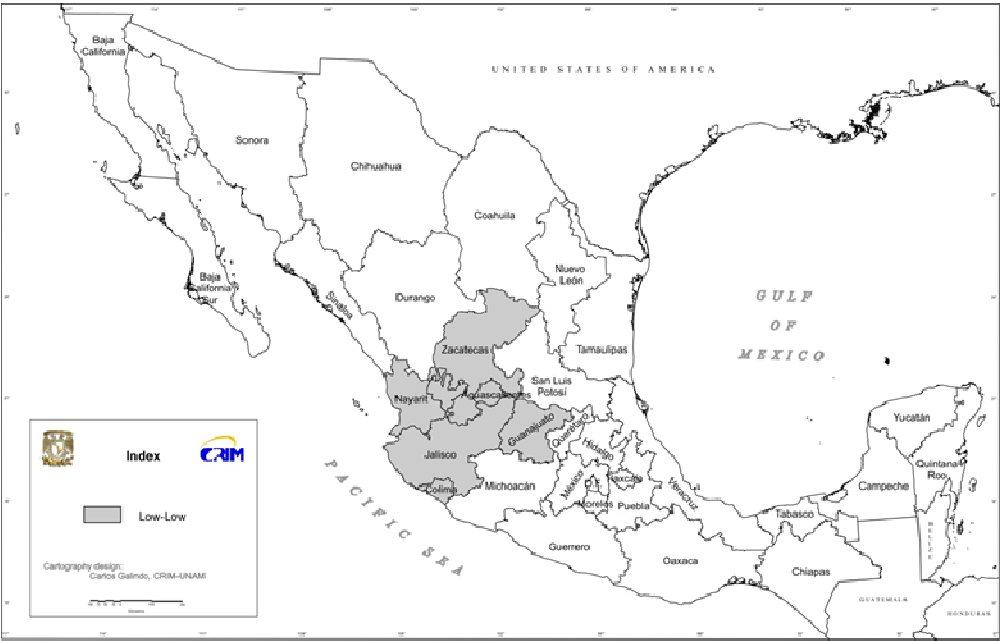 Baja
California
UNITED STATES OF AMERICA
Sonora
Chihuahua
Coahuila
Nuevo
León
Baja
California
Sur
Sinaloa
Durango
GULF
OF
MEXICO
Zacatecas
Tamaulipas
San Luis
Potosí
Nayarit
Aguascalientes
Guanajuato
Querétaro
Hidalgo
Yucatán
Jalisco
Quintana
Roo
Colima
Michoacán
México
D.F.
Tlaxcala
Veracruz
Campeche
Morelos
Puebla
Tabasco
PACIFIC SEA
Guerrero
Oaxaca
Chiapas
BELIZE
GUATEMALA
HONDURAS
CRIM
Index
Low-Low
Cartography design:
Carlos Galindo, CRIM-UNAM